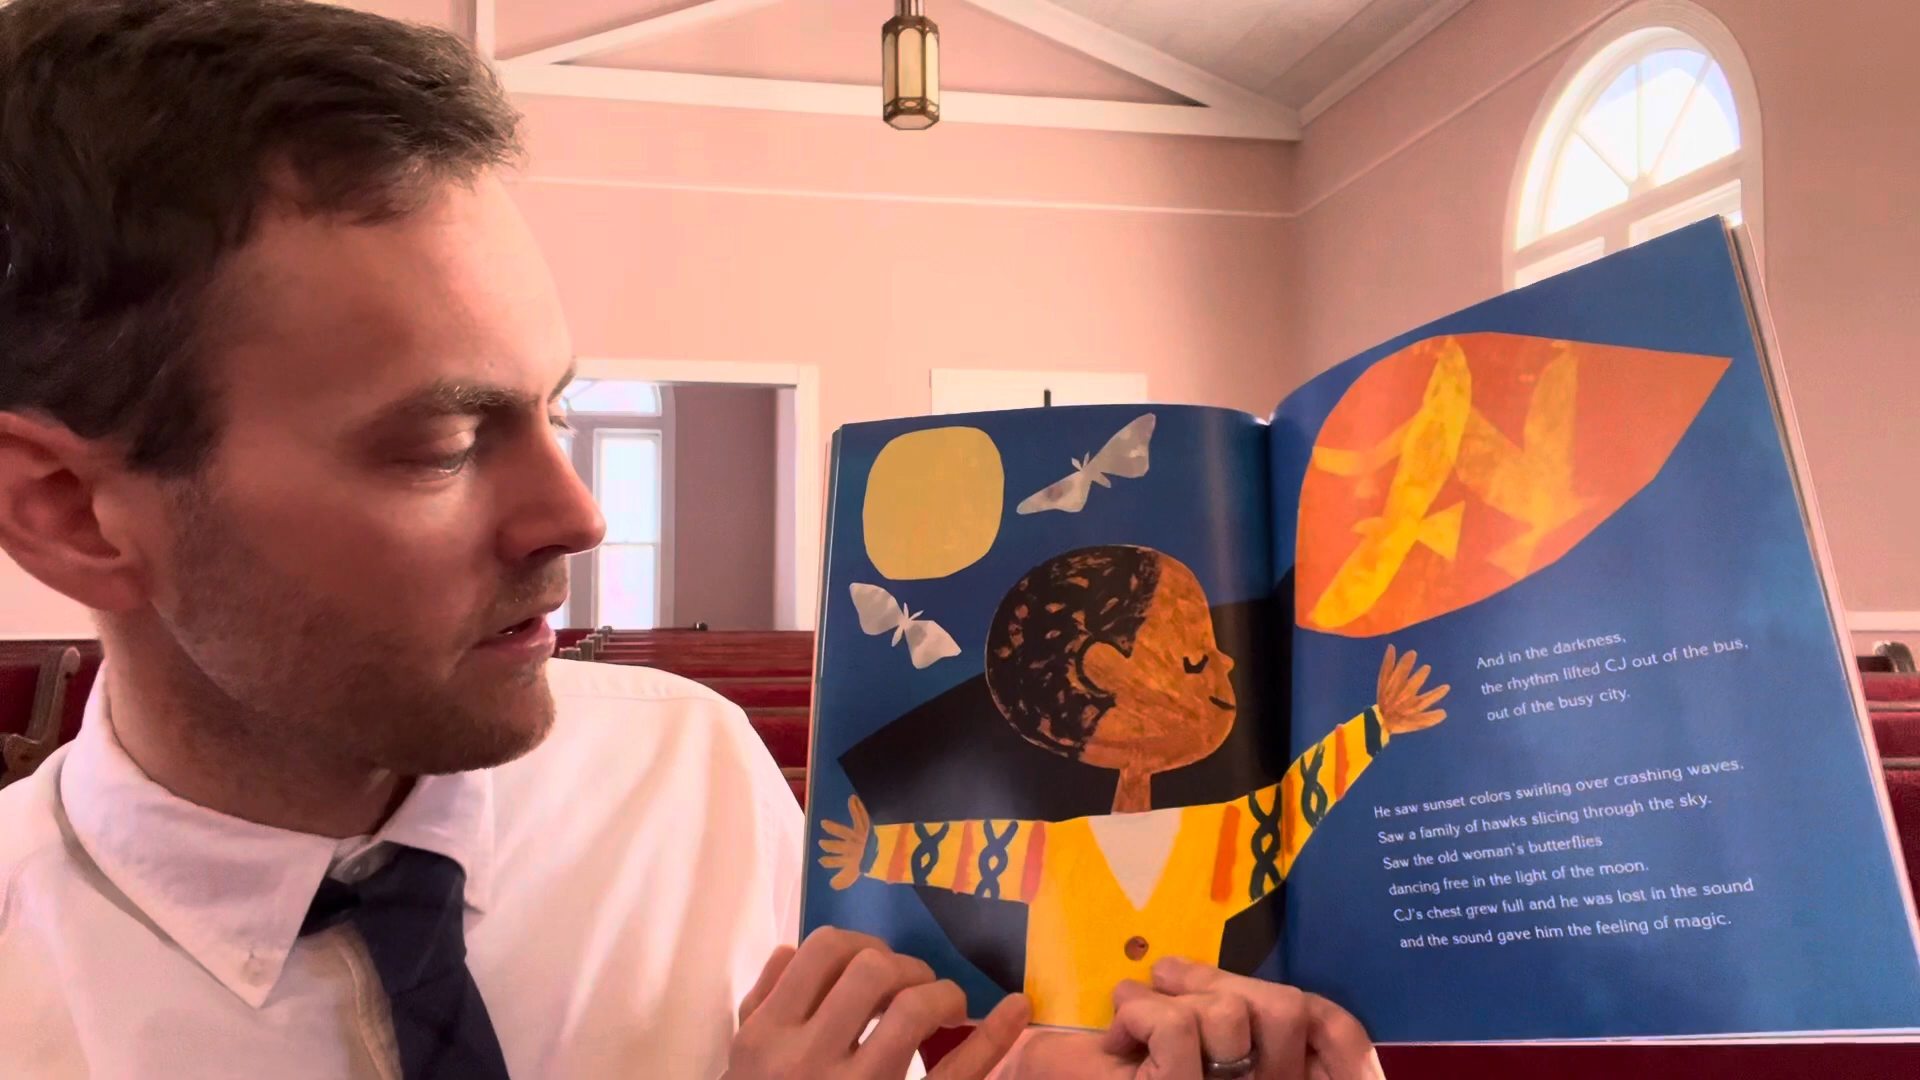 And in the darkness,
the rhythm lifted CJ out of the bus,
out of the busy city.
He saw sunset colors swirling over crashing waves.
Saw a family of hawks slicing through the sky.
Saw the old woman's butterflies
dancing free in the light of the moon.
CJ's chest grew full and he was lost in the sound
and the sound gave him the feeling of magic.